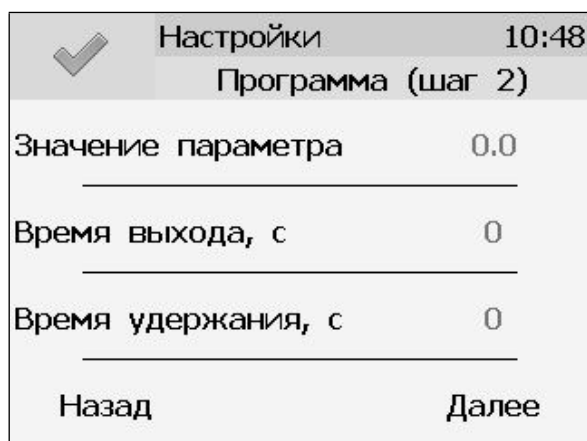 Настройки 10:48
Программа (шаг 2)
Значение параметра 0.0
Время выхода, с 0
Время удержания, с 0
Назад Далее